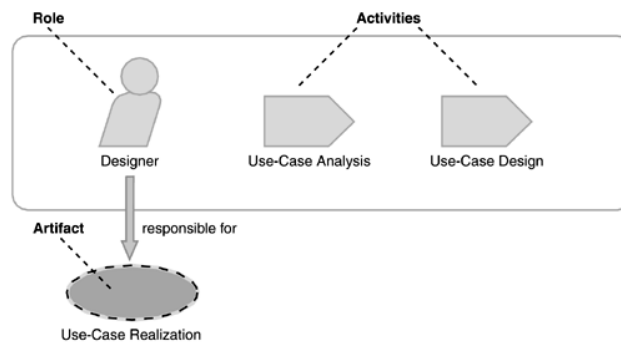 Role
Activities
Designer
Use-Case Analysis
Use-Case Design
Artifact
responsible for
Use-Case Realization